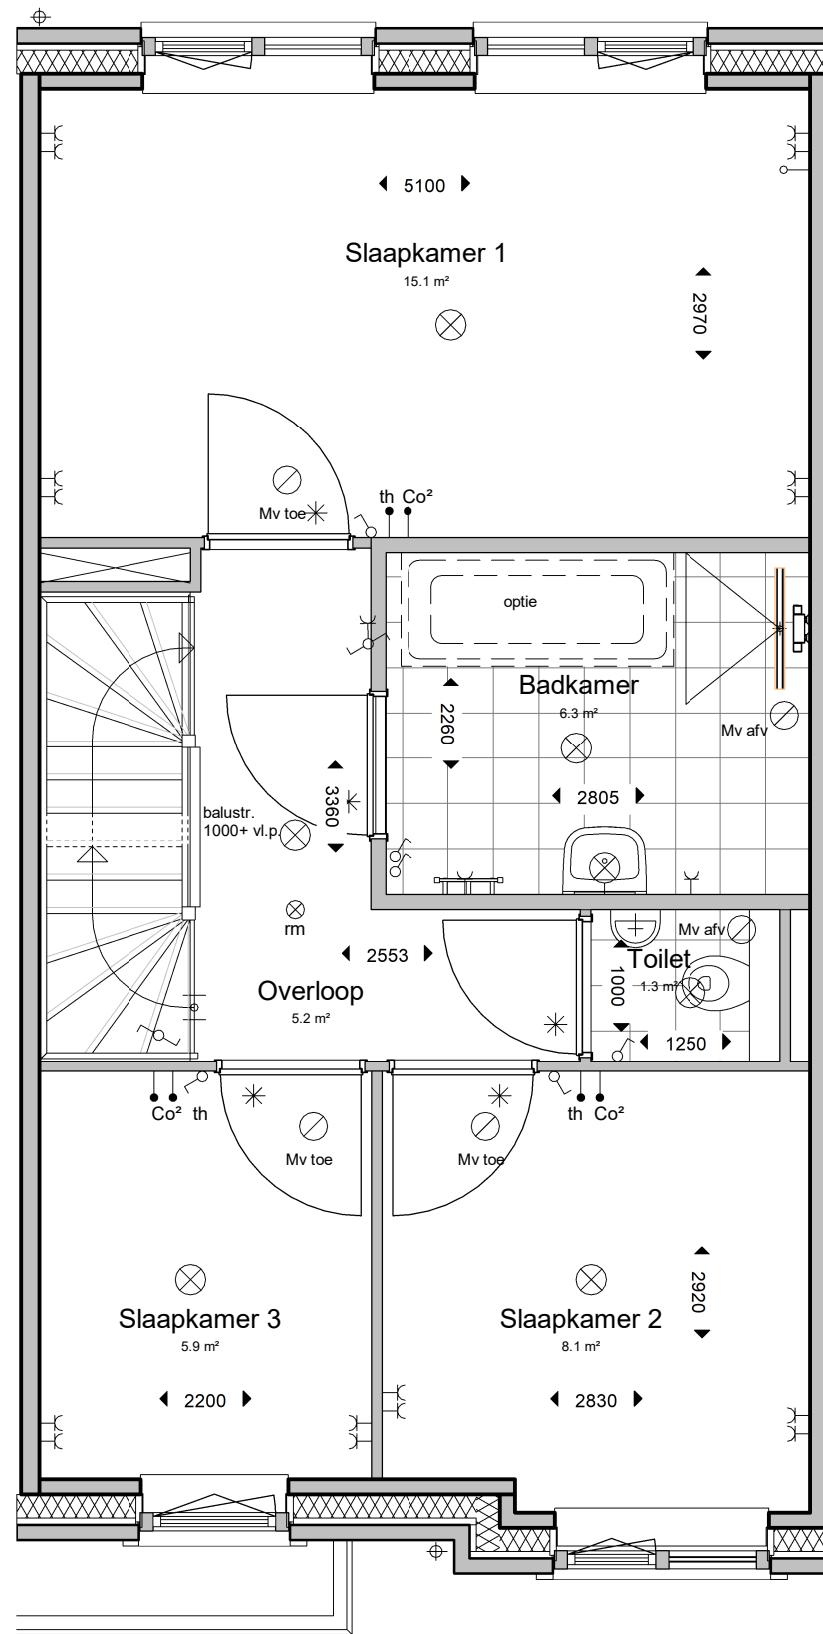 5100
Slaapkamer 1
15.1 m²
2970
Mv toe
th Co²
optie
Badkamer
6.3 m²
2260
Mv afv
2805
3360
balustr.
1000+ vl.p.
rm
2553
Overloop
5.2 m²
Mv afv
Toilet
1.3 m²
1000
1250
Co² th
th Co²
Mv toe
Mv toe
Slaapkamer 3
5.9 m²
2200
Slaapkamer 2
8.1 m²
2920
2830